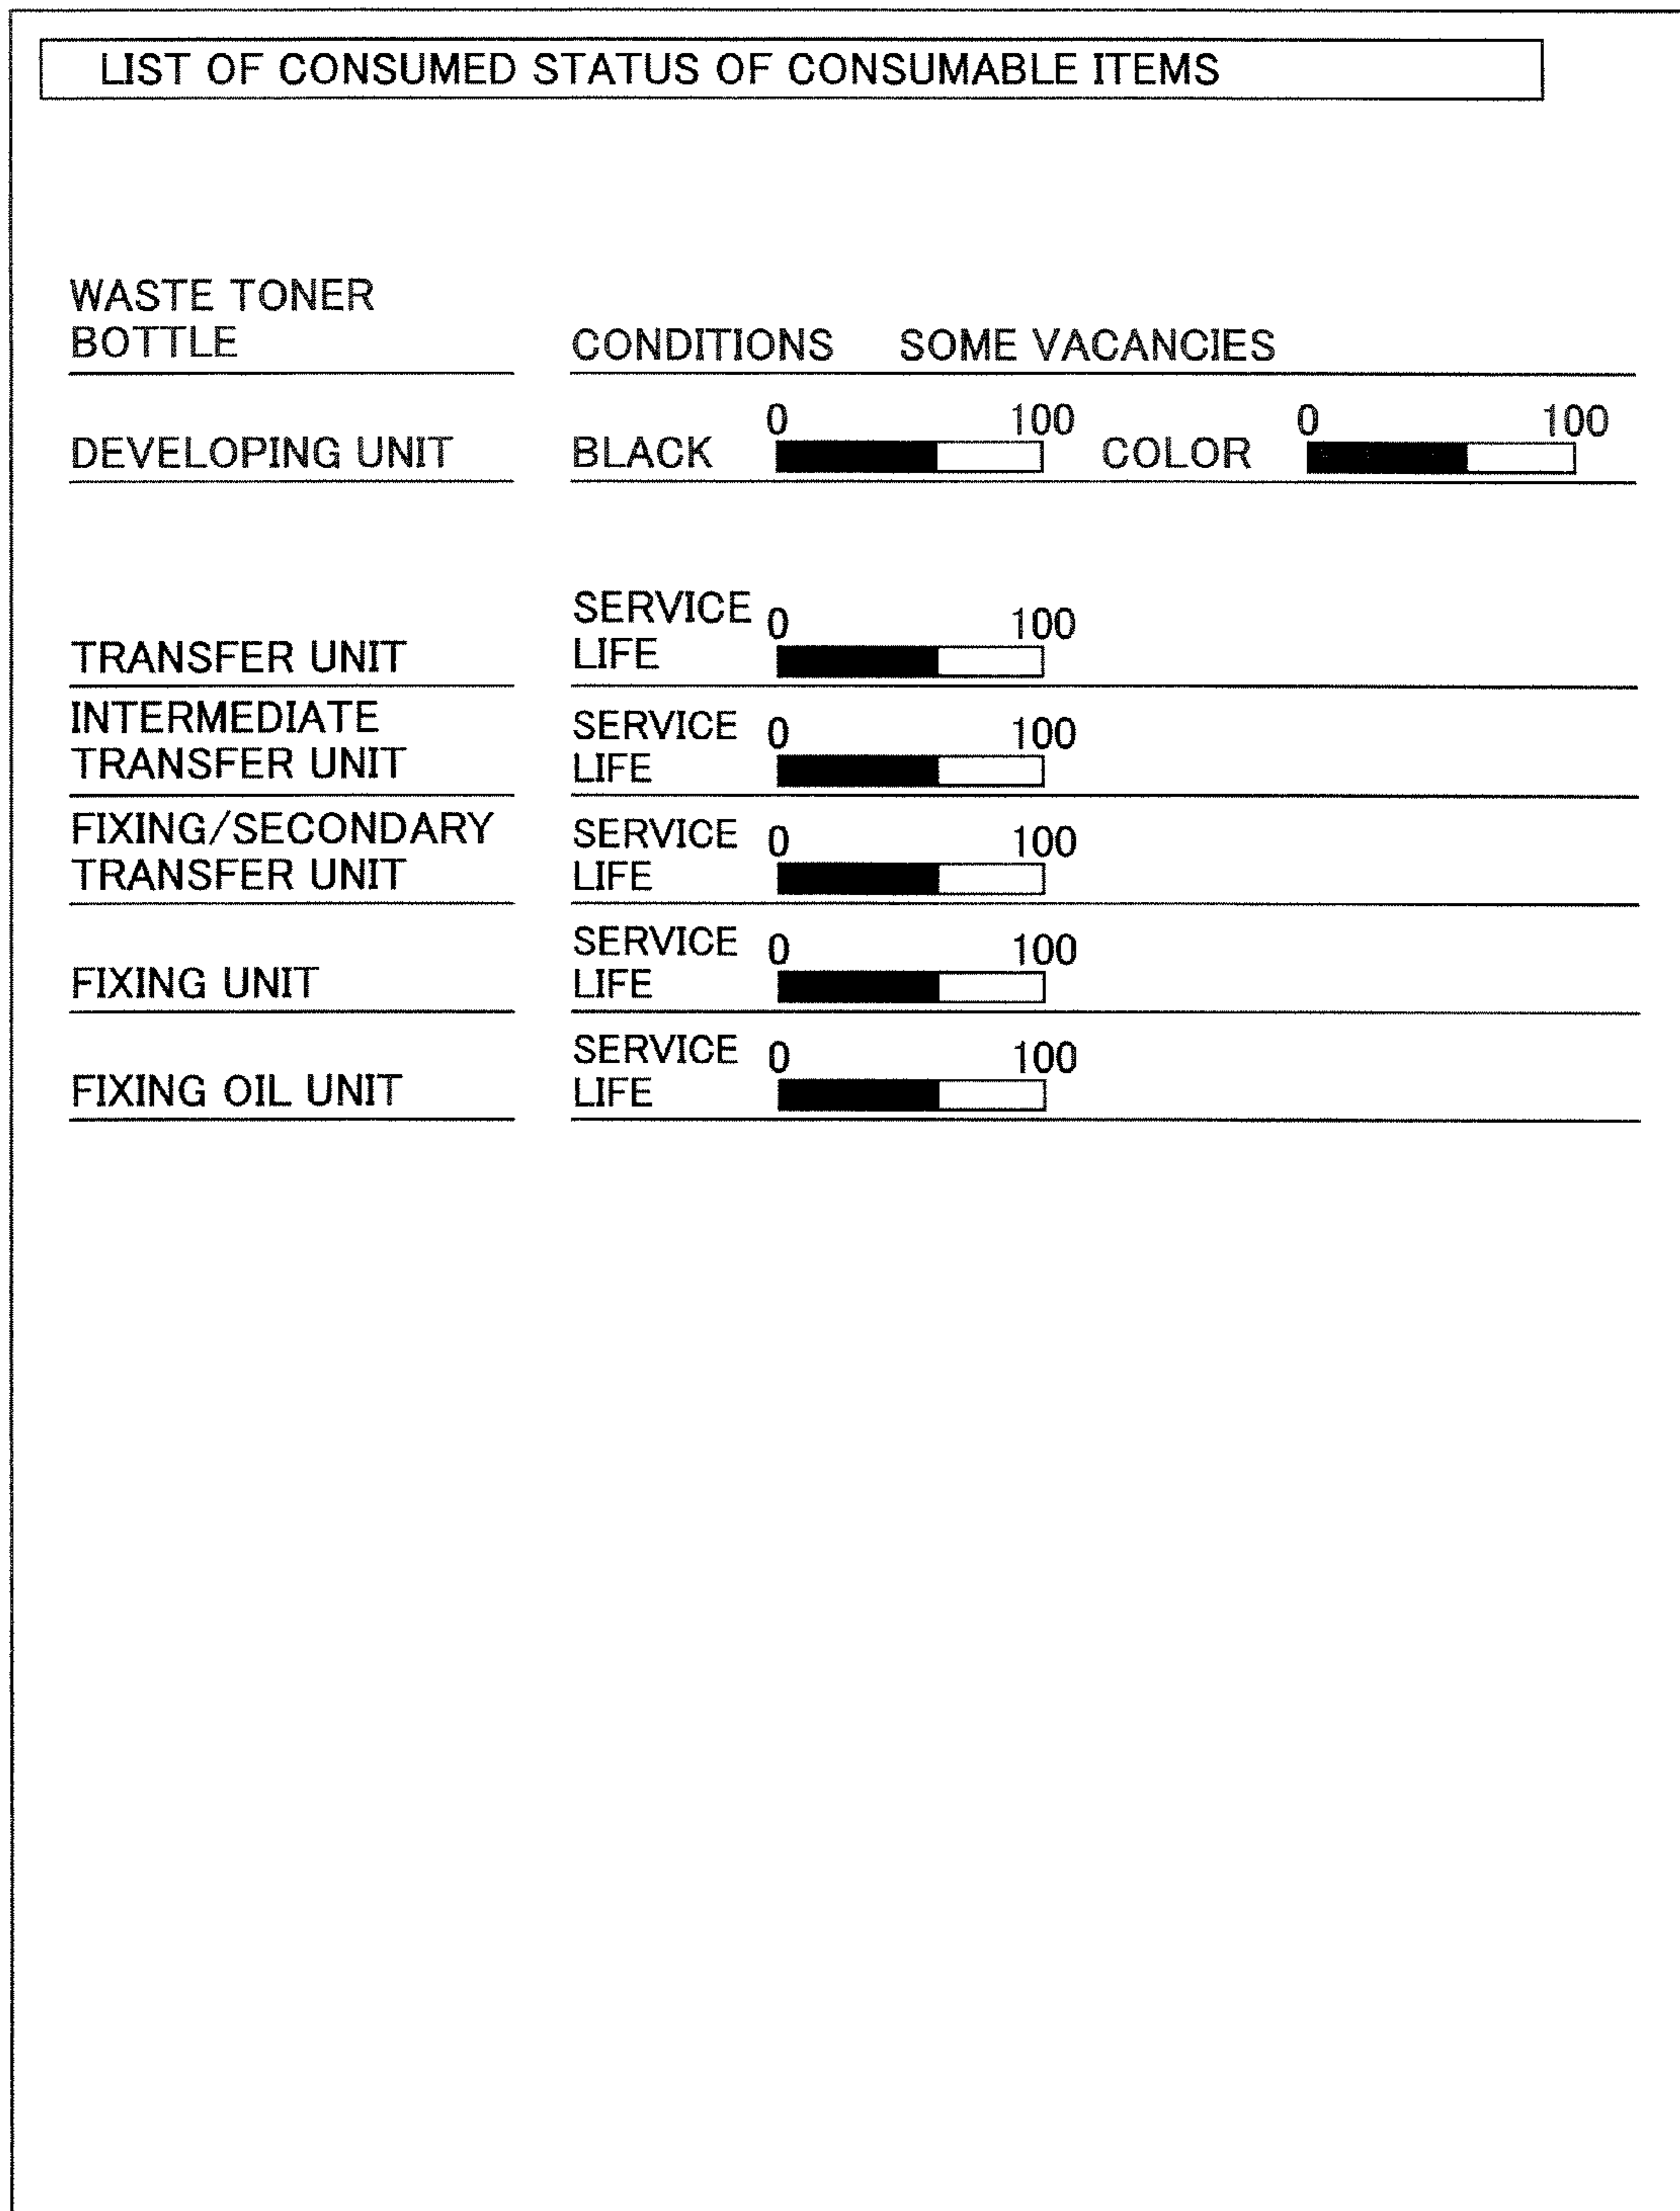 LIST OF CONSUMED STATUS OF CONSUMABLE ITEMS
WASTE TONER
BOTTLE CONDITIONS SOME VACANCIES
0 100 0 100
DEVELOPING UNIT BLACK COLOR
SERVICE 0 100
TRANSFER UNIT LIFE
INTERMEDIATE SERVICE 0 100
TRANSFER UNIT LIFE
FIXING/SECONDARY SERVICE 0 100
TRANSFER UNIT LIFE
SERVICE 0 100
FIXING UNIT LIFE
SERVICE 0 100
FIXING OIL UNIT LIFE